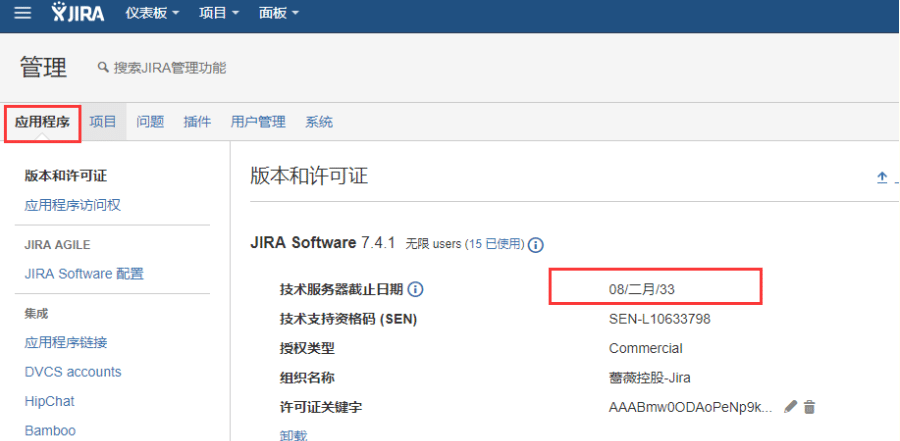 JIRA 仪表板 项目 面板
管理 搜索JIRA管理功能
应用程序 项目 问题 插件 用户管理 系统
版本和许可证
应用程序访问权
JIRA AGILE
JIRA Software 配置
集成
应用程序链接
DVCS accounts
HipChat
Bamboo
版本和许可证
JIRA Software 7.4.1 无限 users (15 已使用)
技术服务器截止日期 08/二月/33
技术支持资格码 (SEN) SEN-L10633798
授权类型 Commercial
组织名称 蔷薇控股-Jira
许可证关键字 AAABmw0ODAoPeNp9k...
卸载